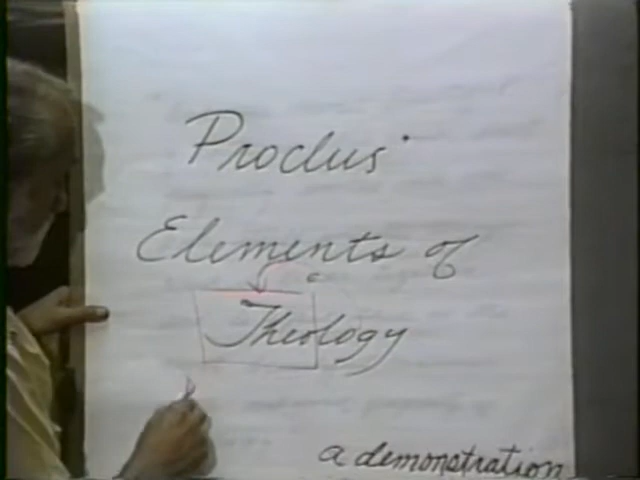 Proclus'
Elements of
Theology
a demonstration